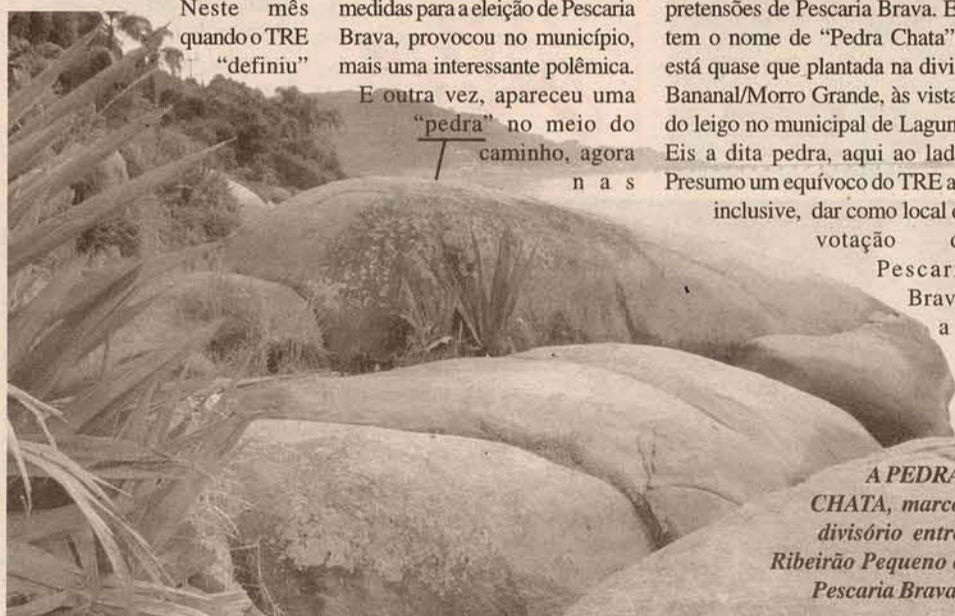 Neste mês
quando o TRE
“definiu”
medidas para a eleição de Pescaria
Brava, provocou no município,
mais uma interessante polêmica.
E outra vez, apareceu uma
“pedra” no meio do
caminho, agora
n a s
pretensões de Pescaria Brava. E
tem o nome de “Pedra Chata”
está quase que plantada na divi
Bananal/Morro Grande, às vista
do leigo no municipal de Lagun
Eis a dita pedra, aqui ao lad
Presumo um equívoco do TRE a
inclusive, dar como local
votação
Pescari
Brav
a
A PEDRA
CHATA, marco
divisório entre
Ribeirão Pequeno e
Pescaria Brava